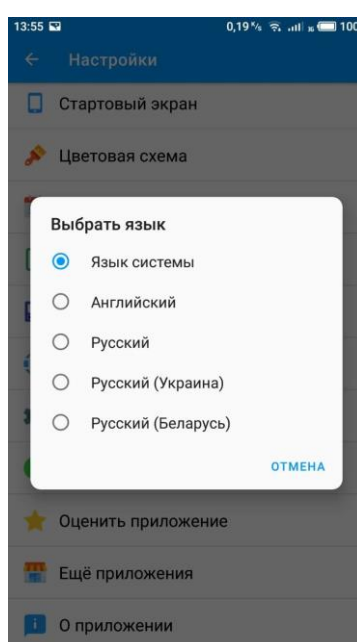 13:55 0,19 ᴷ/s 100
Настройки
Стартовый экран
Цветовая схема
Выбрать язык
Язык системы
Английский
Русский
Русский (Украина)
Русский (Беларусь)
ОТМЕНА
Оценить приложение
Ещё приложения
О приложении